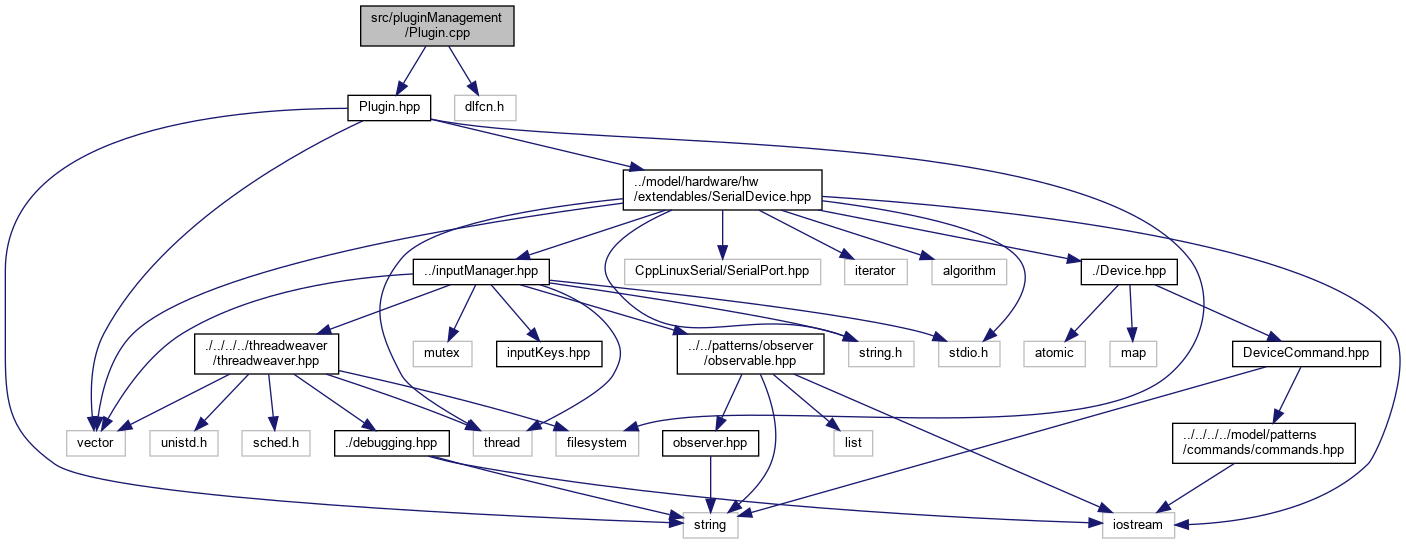 src/pluginManagement
/Plugin.cpp
Plugin.hpp
dlfcn.h
../model/hardware/hw
/extendables/SerialDevice.hpp
../inputManager.hpp
CppLinuxSerial/SerialPort.hpp
iterator
algorithm
./Device.hpp
./../../../threadweaver
/threadweaver.hpp
mutex
inputKeys.hpp
../../patterns/observer
/observable.hpp
string.h
stdio.h
atomic
map
DeviceCommand.hpp
vector
unistd.h
sched.h
./debugging.hpp
thread
filesystem
observer.hpp
list
../../../../model/patterns
/commands/commands.hpp
string
iostream